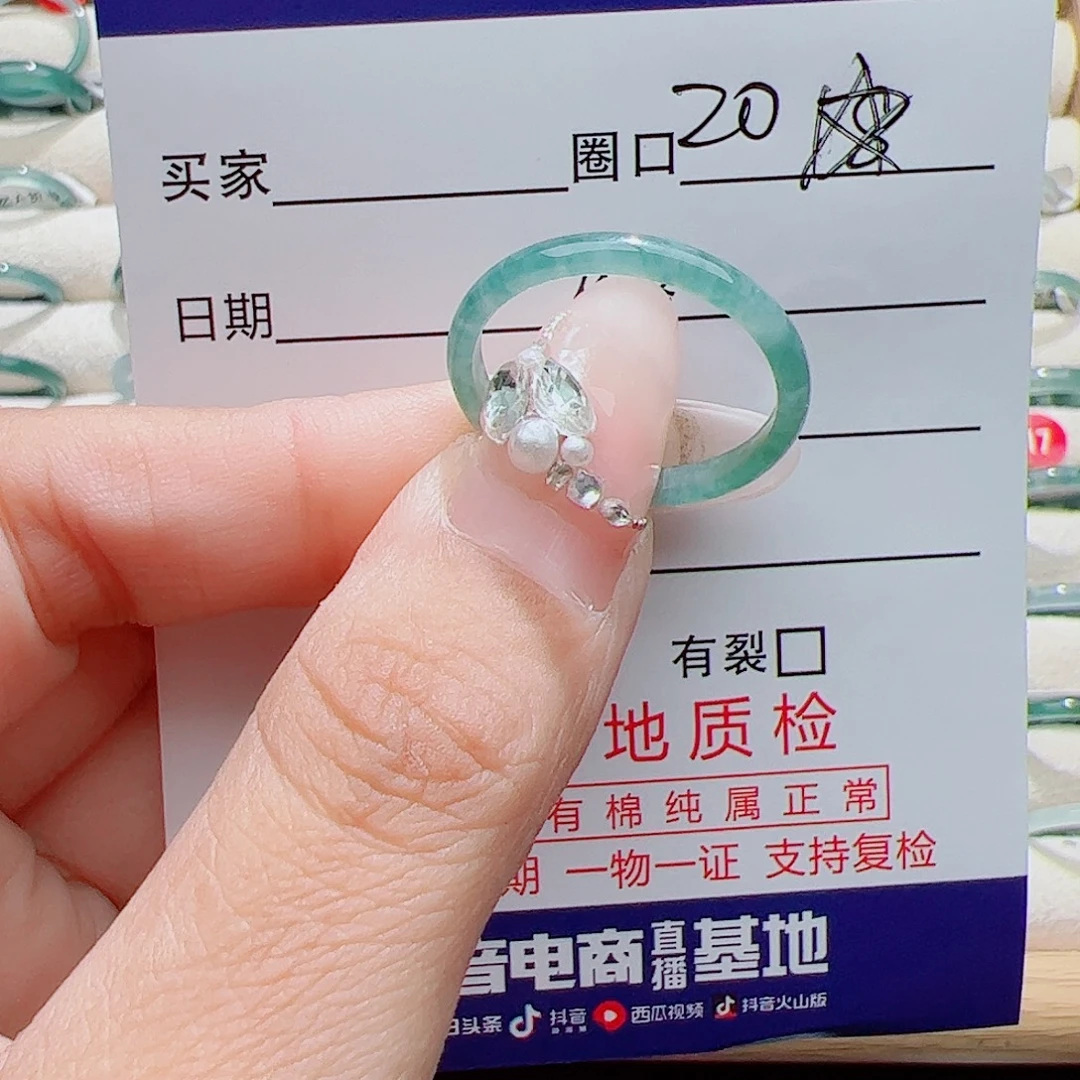 买家 圈口 20
日期
有裂□
地质检
有棉纯属正常
期 一物一证 支持复检
音电商直播基地
头条 抖音 西瓜视频 抖音火山版
17